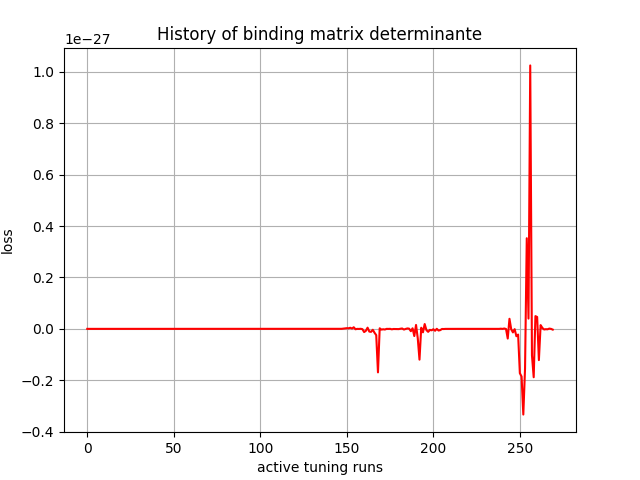 History of binding matrix determinante
1e−27
1.0
0.8
0.6
0.4
0.2
0.0
−0.2
−0.4
loss
0 50 100 150 200 250
active tuning runs